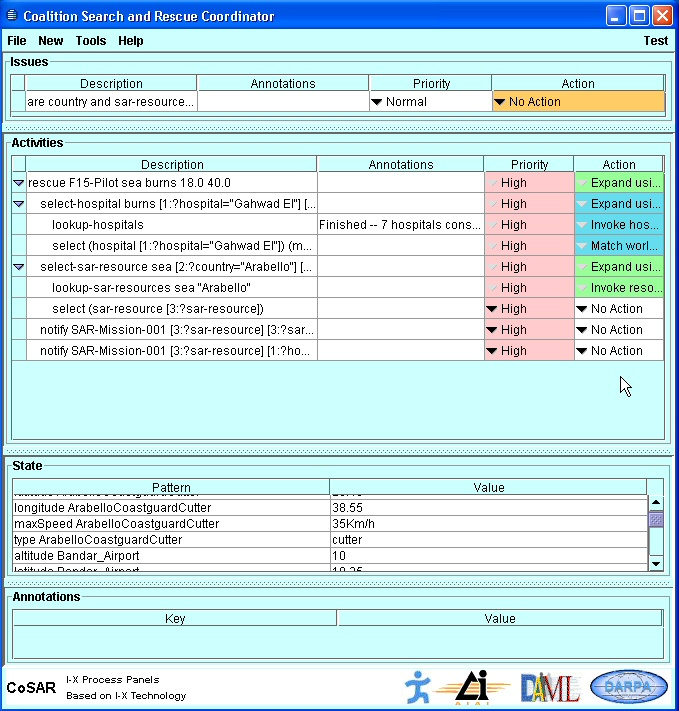 Coalition Search and Rescue Coordinator
File New Tools Help Test
Issues
Description Annotations Priority Action
are country and sar-resource... Normal No Action
Activities
Description Annotations Priority Action
rescue F15-Pilot sea burns 18.0 40.0 High Expand usi...
select-hospital burns [1:?hospital="Gahwad El"] [... High Expand usi...
lookup-hospitals Finished -- 7 hospitals cons... High Invoke hos...
select (hospital [1:?hospital="Gahwad El"]) (m... High Match worl...
select-sar-resource sea [2:?country="Arabello"] [... High Expand usi...
lookup-sar-resources sea "Arabello" High Invoke reso...
select (sar-resource [3:?sar-resource]) High No Action
notify SAR-Mission-001 [3:?sar-resource] [3:?sar... High No Action
notify SAR-Mission-001 [3:?sar-resource] [1:?ho... High No Action
State
Pattern Value
longitude ArabelloCoastguardCutter 38.55
maxSpeed ArabelloCoastguardCutter 35Km/h
type ArabelloCoastguardCutter cutter
altitude Bandar_Airport 10
latitude Bandar_Airport
Annotations
Key Value
CoSAR I-X Process Panels
Based on I-X Technology
AI
AIAI
DAML
DARPA